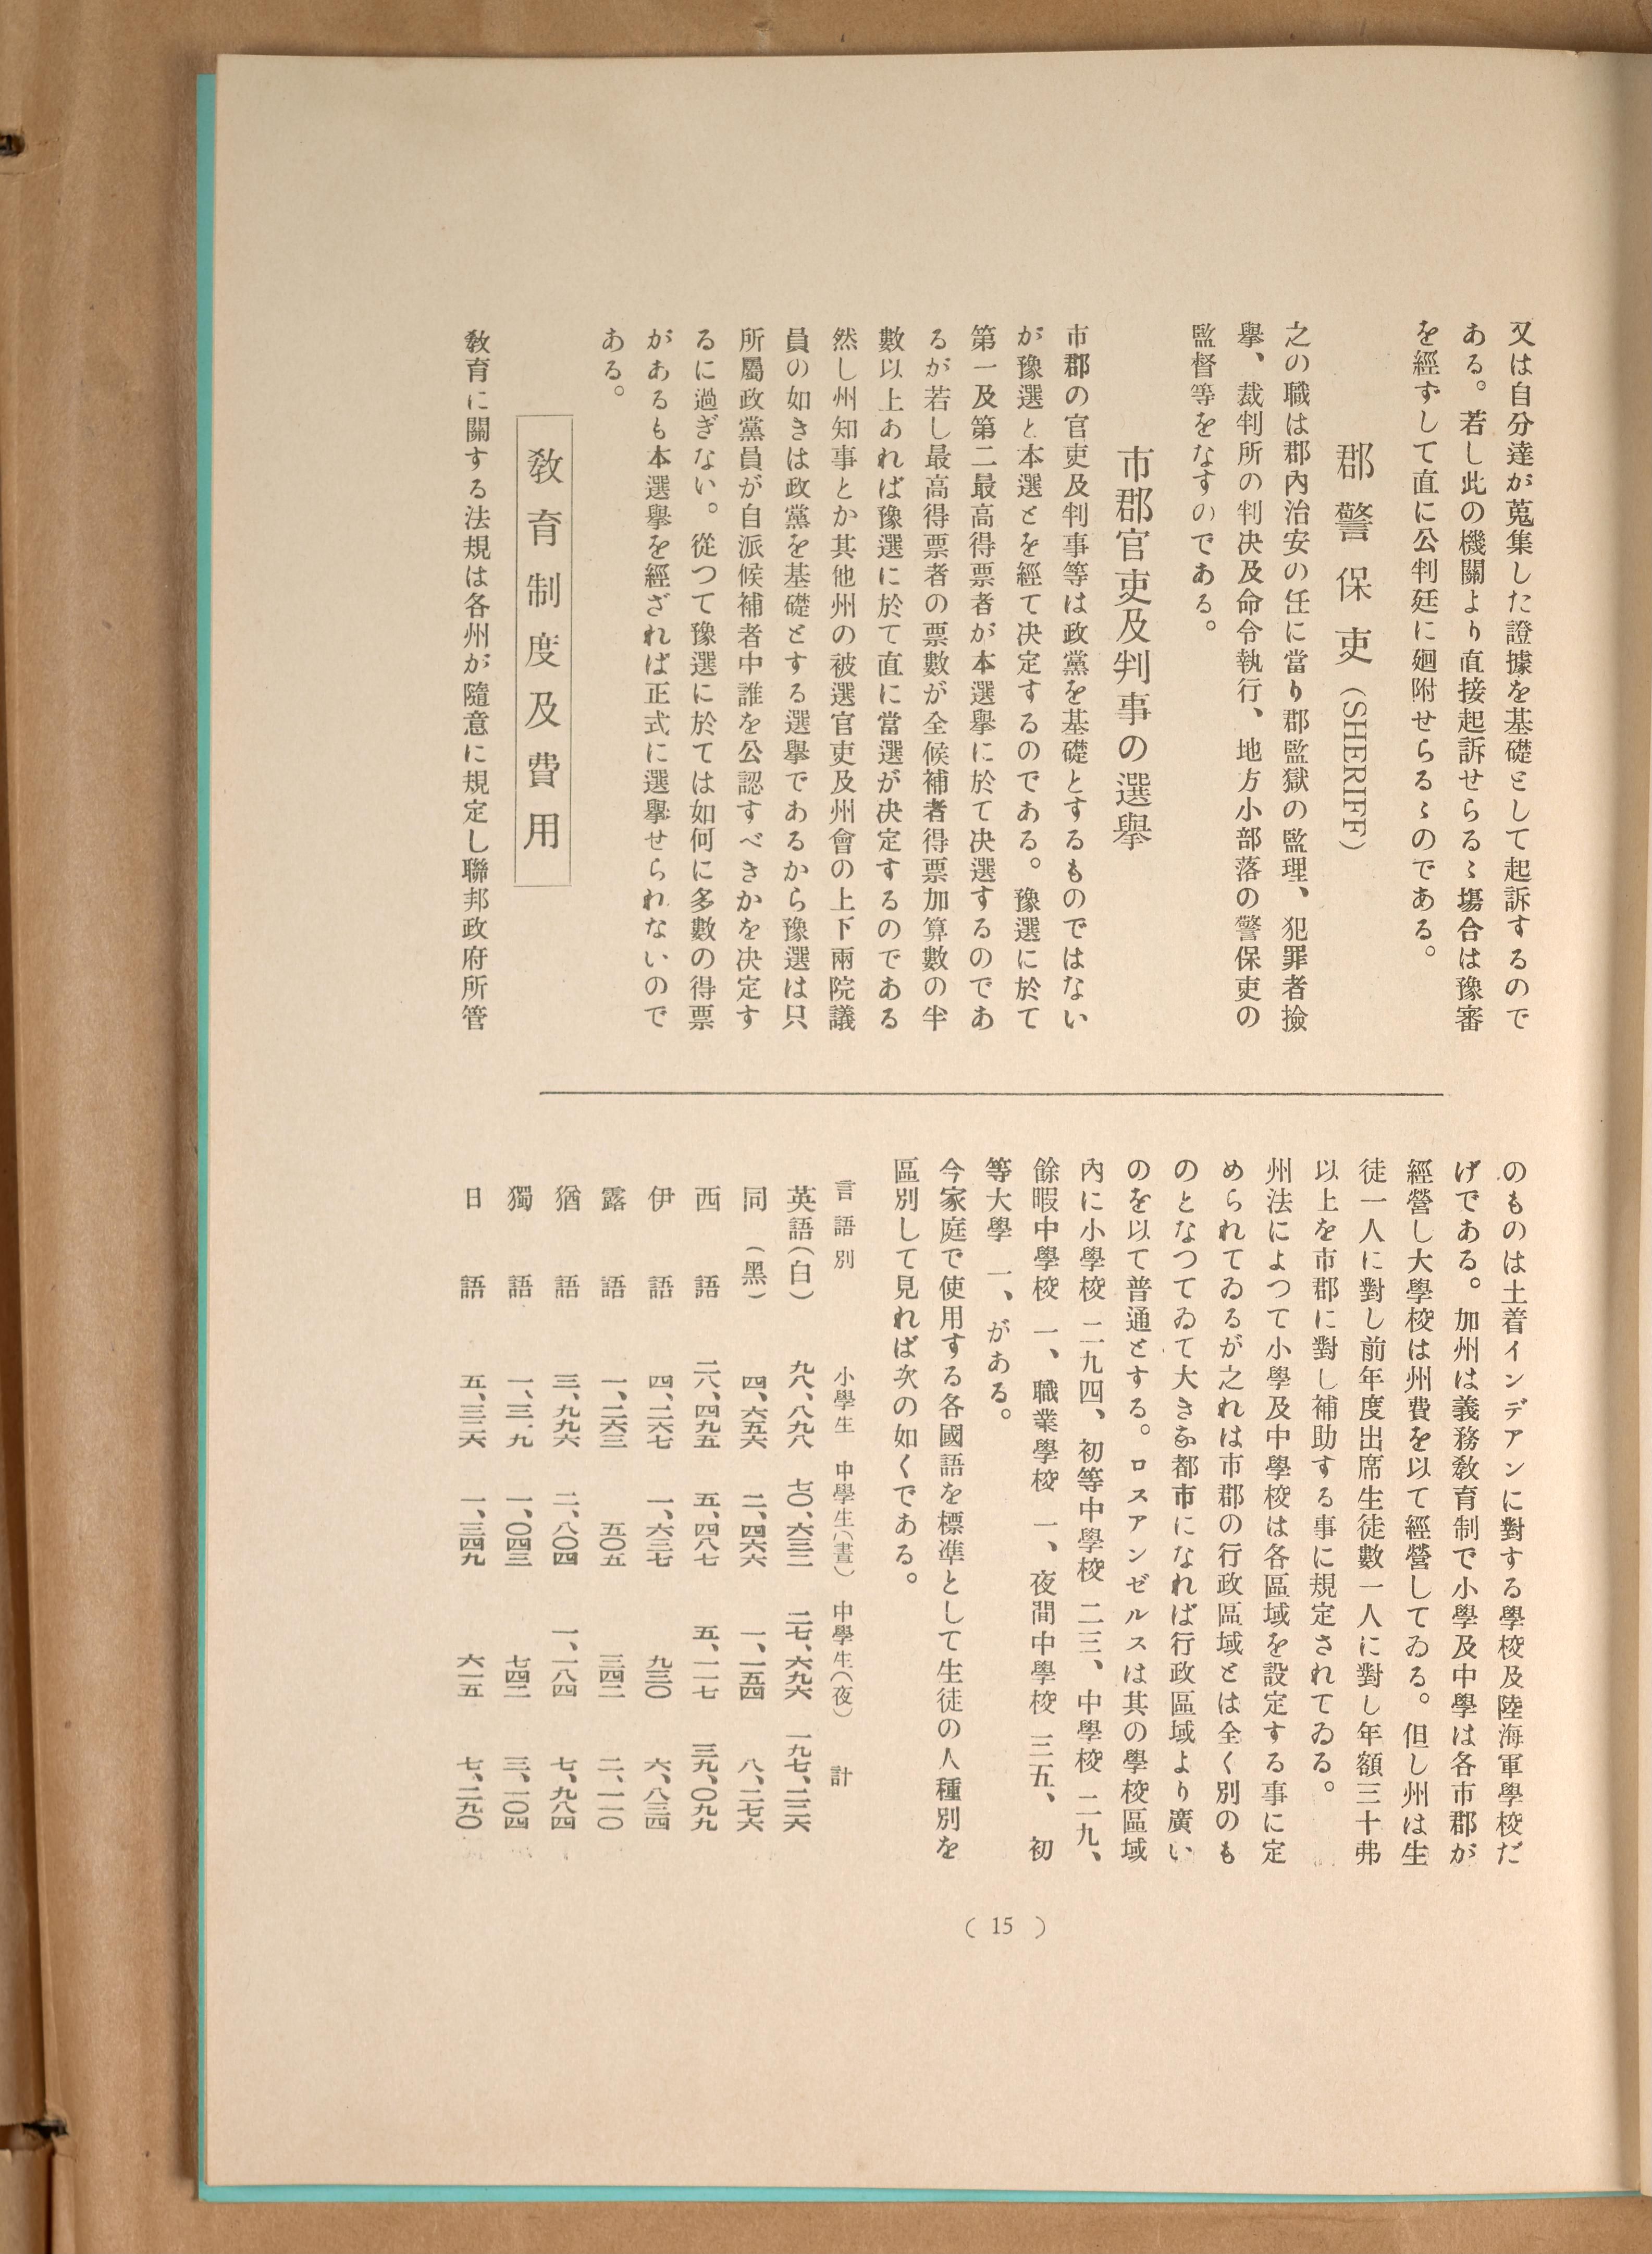 又は自分達が蒐集した證據を基礎として起訴するので
ある。若し此の機關より直接起訴せらるゝ塲合は豫審
を經ずして直に公判廷に廻附せらるゝのである。
郡警保吏（SHERIFF）
之の職は郡內治安の任に當り郡監獄の監理、犯罪者撿
擧、裁判所の判決及命令執行、地方小部落の警保吏の
監督等をなすのである。
市郡官吏及判事の選擧
市郡の官吏及判事等は政黨を基礎とするものではない
が豫選と本選とを經て决定するのである。豫選に於て
第一及第二最高得票者が本選擧に於て决選するのであ
るが若し最高得票者の票數が全候補者得票加算數の半
數以上あれば豫選に於て直に當選が決定するのである
然し州知事とか其他州の被選官吏及州會の上下兩院議
員の如きは政黨を基礎とする選擧であるから豫選は只
所屬政黨員が自派候補者中誰を公認すべきかを決定す
るに過ぎない。從つて豫選に於ては如何に多數の得票
があるも本選擧を經ざれば正式に選擧せられないので
ある。
敎育制度及費用
敎育に關する法規は各州が隨意に規定し聯邦政府所管
のものは土着インデアンに對する學校及陸海軍學校だ
げである。加州は義務敎育制で小學及中學は各市郡が
經營し大學校は州費を以て經營してゐる。但し州は生
徒一人に對し前年度出席生徒數一人に對し年額三十弗
以上を市郡に對し補助する事に規定されてゐる。
州法によつて小學及中學校は各區域を設定する事に定
められてゐるが之れは市郡の行政區域とは全く別のも
のとなつてゐて大きな都市になれば行政區域より廣い
のを以て普通とする。ロスアンゼルスは其の學校區域
內に小學校 二九四、初等中學校 二三、中學校 二九、
餘暇中學校 一、職業學校 一、夜間中學校 三五、初
等大學 一、がある。
今家庭で使用する各國語を標準として生徒の人種別を
區別して見れば次の如くである。
言語別 小學生 中學生（晝） 中學生（夜） 計
英語（白） 九八、八九八 七〇、六三二 二七、六九六 一九七、二二六
同（黑） 四、六五六 二、四六六 一、一五四 八、二七六
西語 二八、四九五 五、四八七 五、一一七 三九、〇九九
伊語 四、二六七 一、六三七 九三〇 六、八三四
露語 一、二六三 五〇五 三四二 二、一一〇
猶語 三、九九六 二、八〇四 一、一八四 七、九八四
獨語 一、三一九 一、〇四三 七四二 三、一〇四
日語 五、三二六 一、三四九 六一五 七、二九〇
（ 15 ）